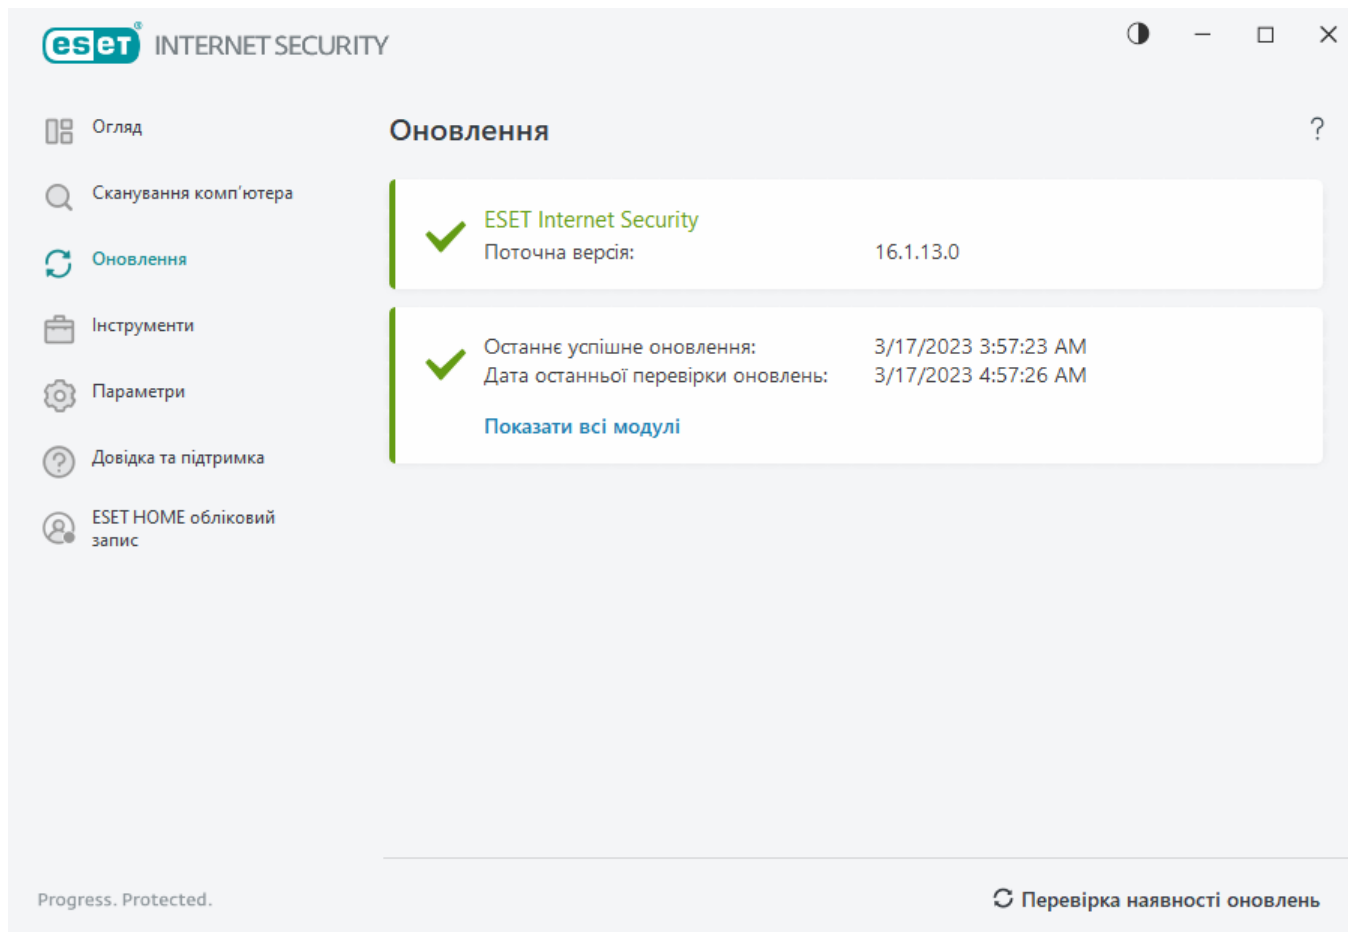 eset® INTERNET SECURITY
Огляд
Сканування комп'ютера
Оновлення
Інструменти
Параметри
Довідка та підтримка
ESET HOME обліковий
запис
Оновлення
?
ESET Internet Security
Поточна версія: 16.1.13.0
Останнє успішне оновлення: 3/17/2023 3:57:23 AM
Дата останньої перевірки оновлень: 3/17/2023 4:57:26 AM
Показати всі модулі
Progress. Protected.
Перевірка наявності оновлень